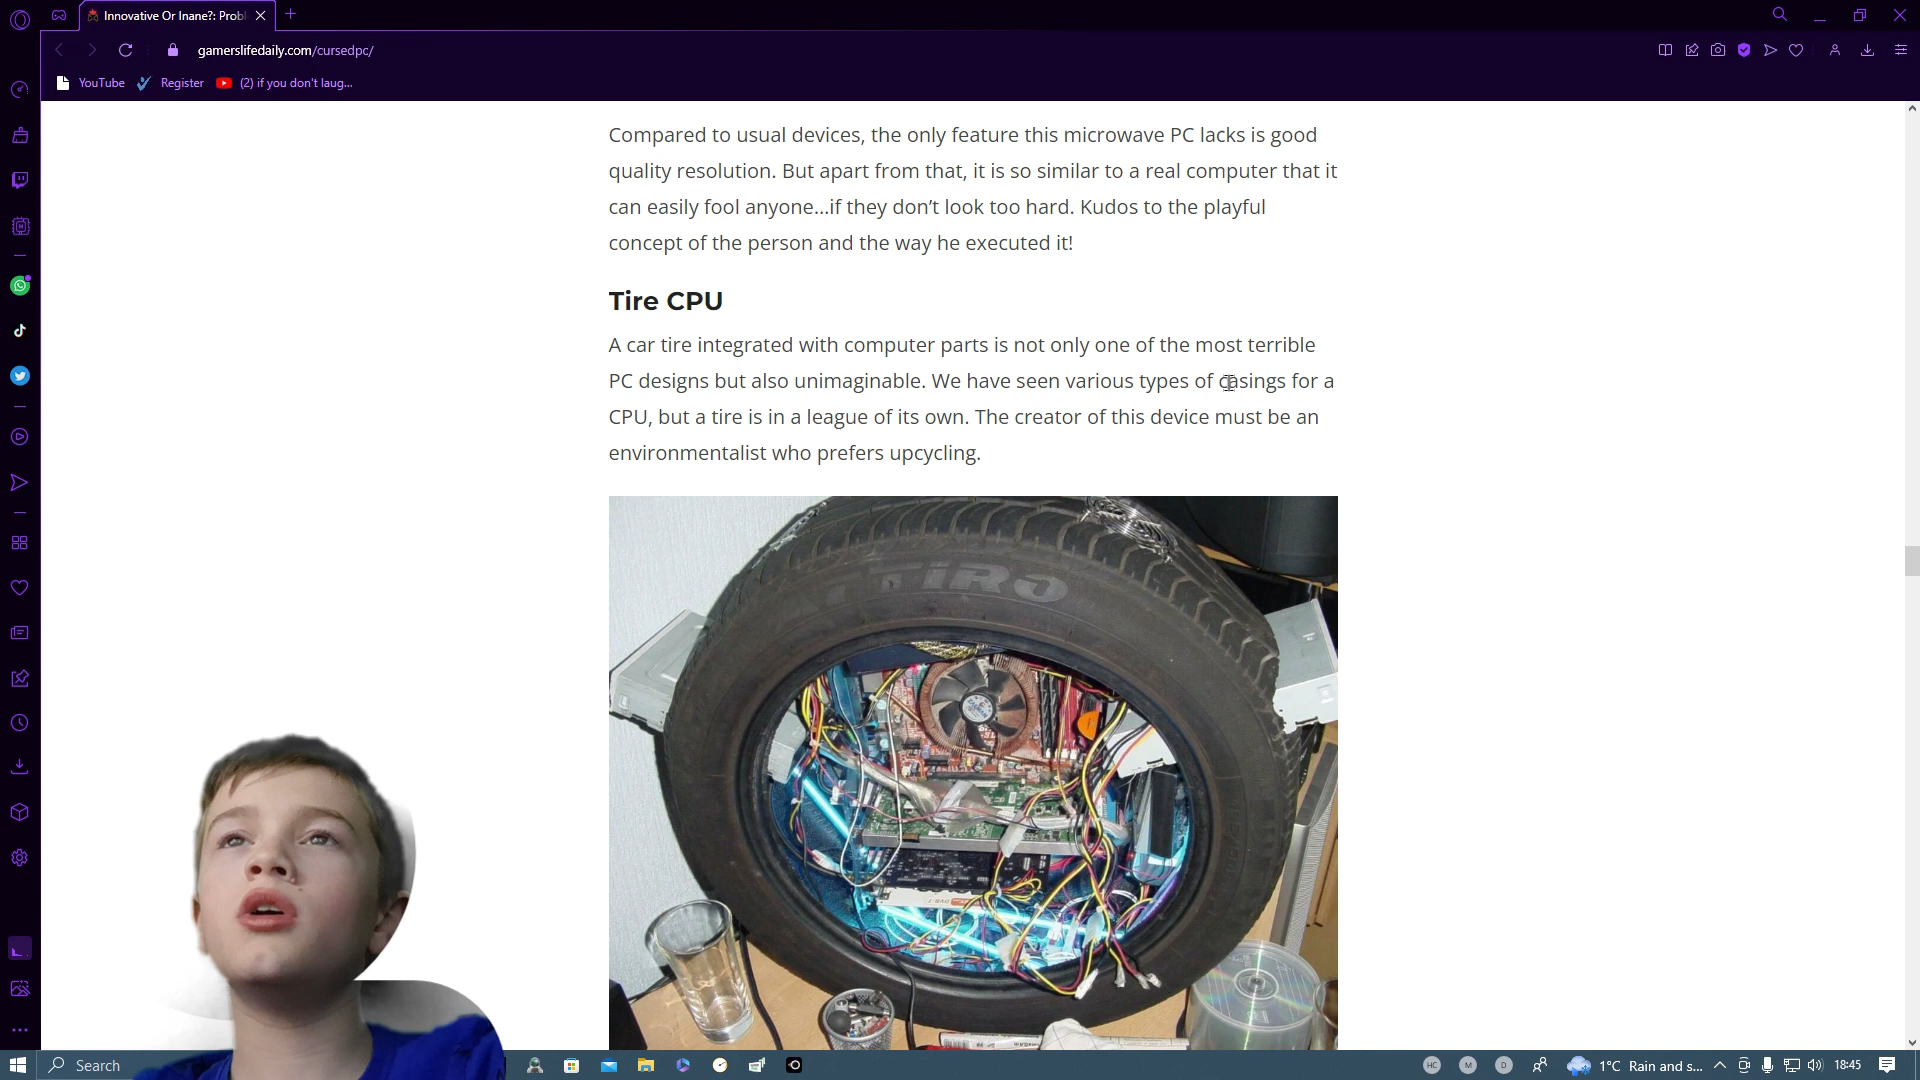 Innovative Or Inane?: Probl
gamerslifedaily.com/cursedpc/
YouTube
Register
(2) if you don't laug...
Compared to usual devices, the only feature this microwave PC lacks is good
quality resolution. But apart from that, it is so similar to a real computer that it
can easily fool anyone...if they don’t look too hard. Kudos to the playful
concept of the person and the way he executed it!
Tire CPU
A car tire integrated with computer parts is not only one of the most terrible
PC designs but also unimaginable. We have seen various types of casings for a
CPU, but a tire is in a league of its own. The creator of this device must be an
environmentalist who prefers upcycling.
Search
HC
M
D
1°C Rain and s...
18:45